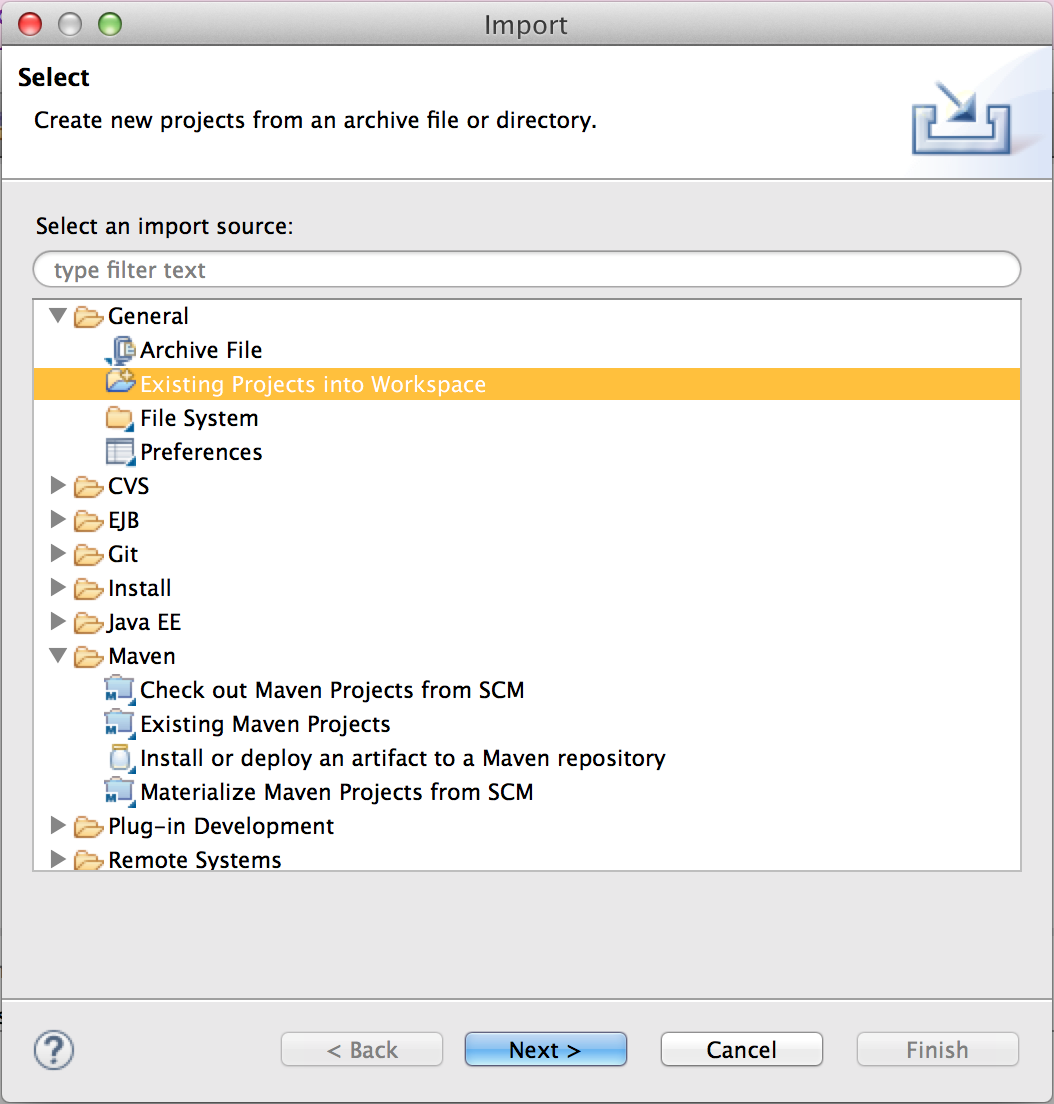 Import
Select
Create new projects from an archive file or directory.
Select an import source:
type filter text
General
Archive File
Existing Projects into Workspace
File System
Preferences
CVS
EJB
Git
Install
Java EE
Maven
Check out Maven Projects from SCM
Existing Maven Projects
Install or deploy an artifact to a Maven repository
Materialize Maven Projects from SCM
Plug-in Development
Remote Systems
? < Back Next > Cancel Finish